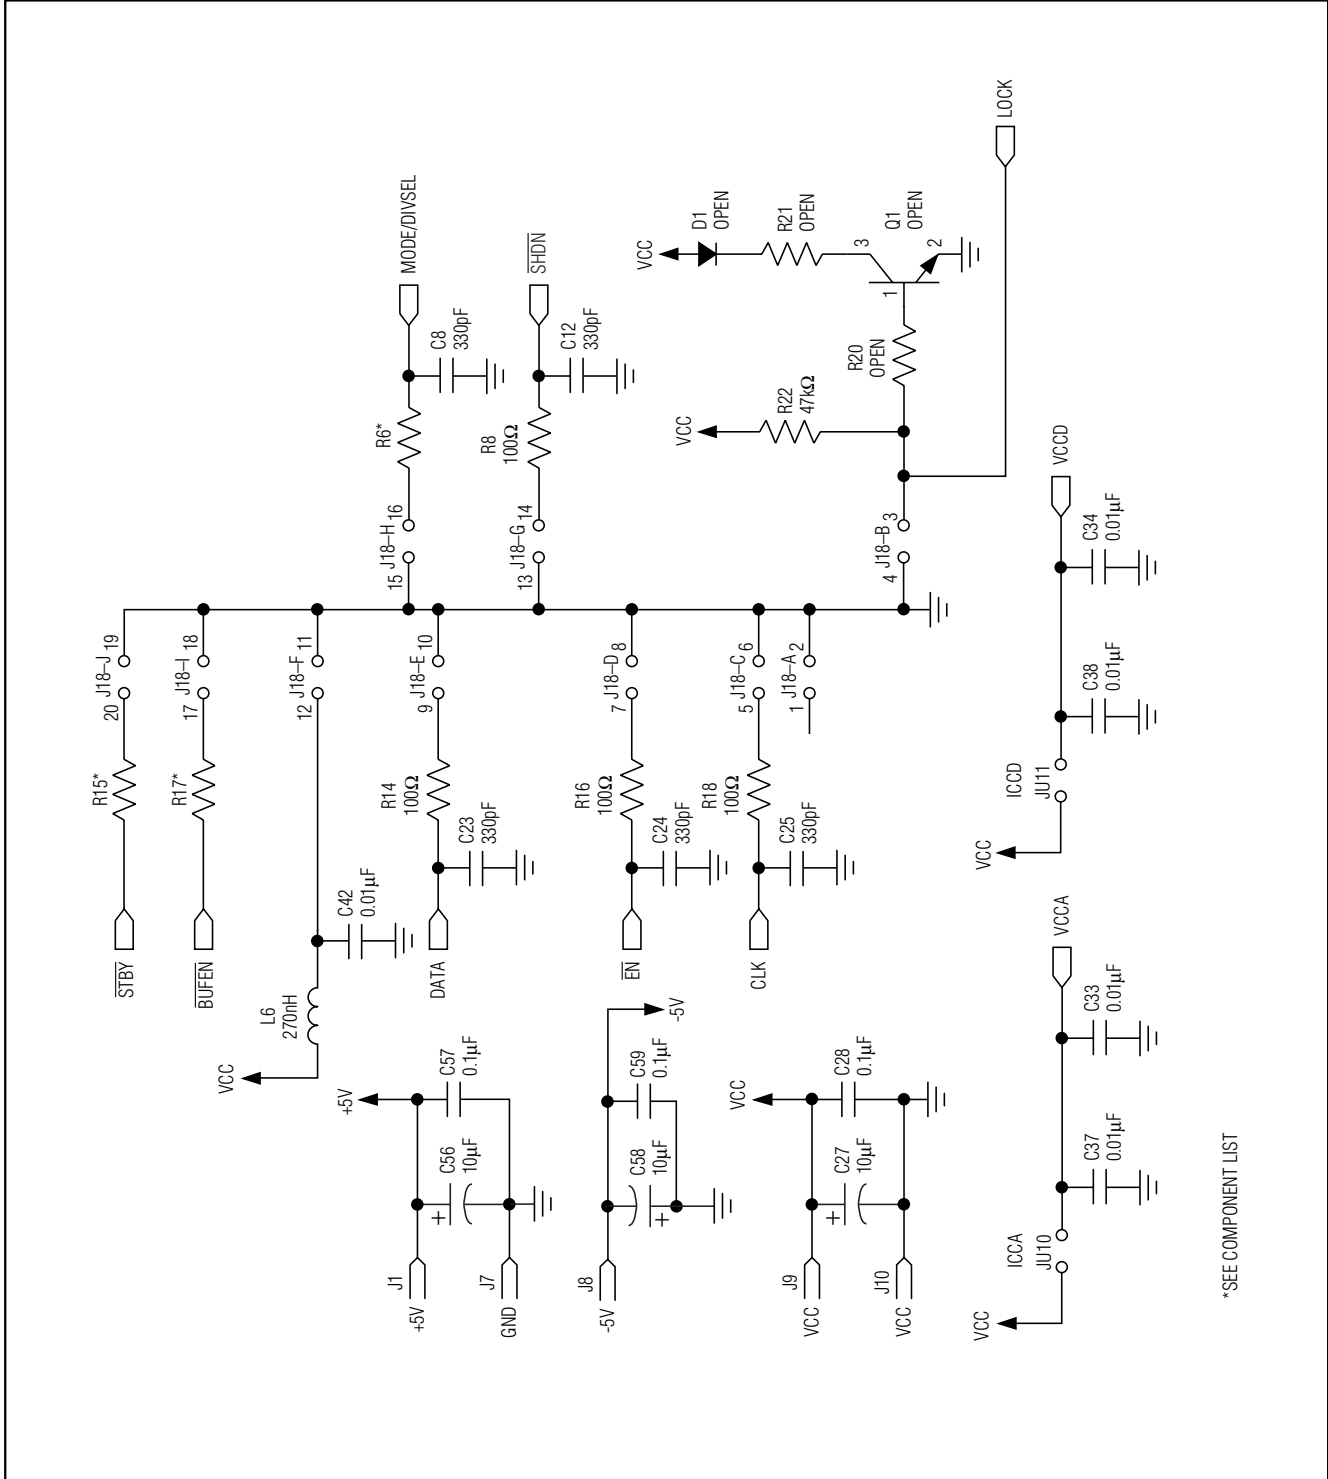 STBY
R15*
20
J18–J
19
BUFEN
R17*
17
J18–I
18
VCC
L6
270nH
C42
0.01µF
12
J18–F
11
DATA
C23
330pF
R14
100Ω
9
J18–E
10
EN
C24
330pF
R16
100Ω
7
J18–D
8
CLK
C25
330pF
R18
100Ω
5
J18–C
6
1
J18–A
2
15
J18–H
16
R6*
C8
330pF
MODE/DIVSEL
13
J18–G
14
R8
100Ω
C12
330pF
SHDN
4
J18–B
3
VCC
R22
47kΩ
R20
OPEN
VCC
D1
OPEN
R21
OPEN
3
1
2
Q1
OPEN
LOCK
J1
+5V
J7
GND
C56
10µF
+
C57
0.1µF
+5V
J8
-5V
C58
10µF
+
C59
0.1µF
-5V
J9
VCC
J10
VCC
C27
10µF
+
C28
0.1µF
VCC
VCC
ICCA
JU10
C37
0.01µF
C33
0.01µF
VCCA
VCC
ICCD
JU11
C38
0.01µF
C34
0.01µF
VCCD
*SEE COMPONENT LIST